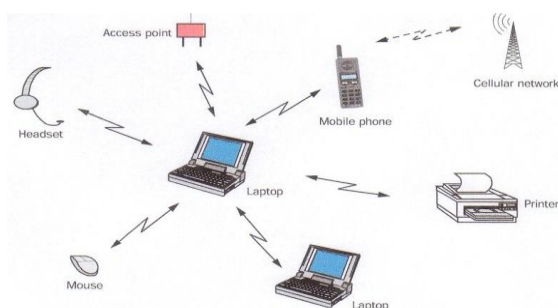 Access point
Cellular network
Mobile phone
Headset
Laptop
Printer
Mouse
Laptop